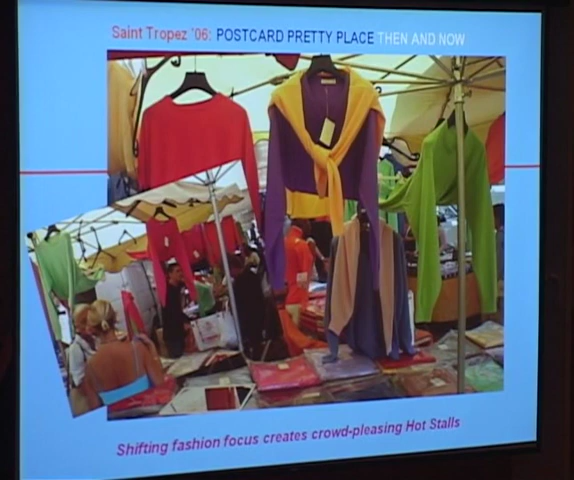 Saint Tropez '06: POSTCARD PRETTY PLACE THEN AND NOW
Shifting fashion focus creates crowd-pleasing Hot Stalls